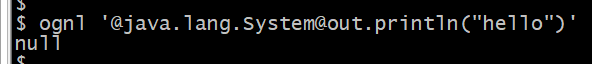 $
$ ognl '@java.lang.System@out.println("hello")'
null
$